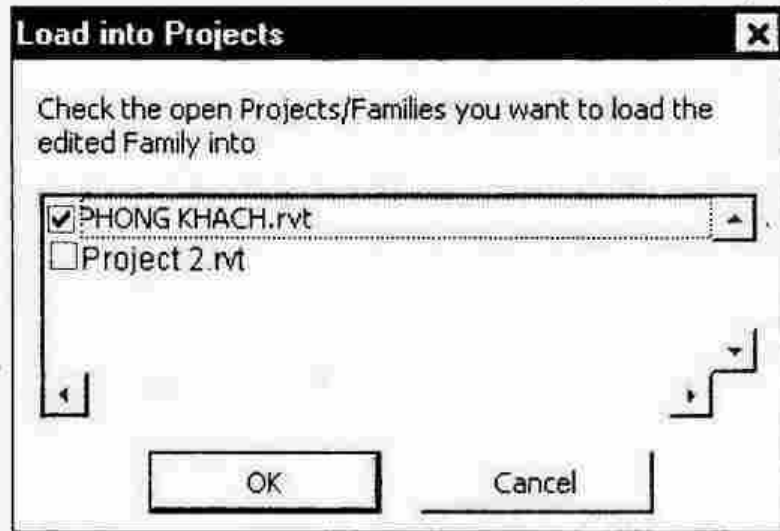 Load into Projects
Check the open Projects/Families you want to load the
edited Family into
PHONG KHACH.rvt
Project 2.rvt
OK
Cancel